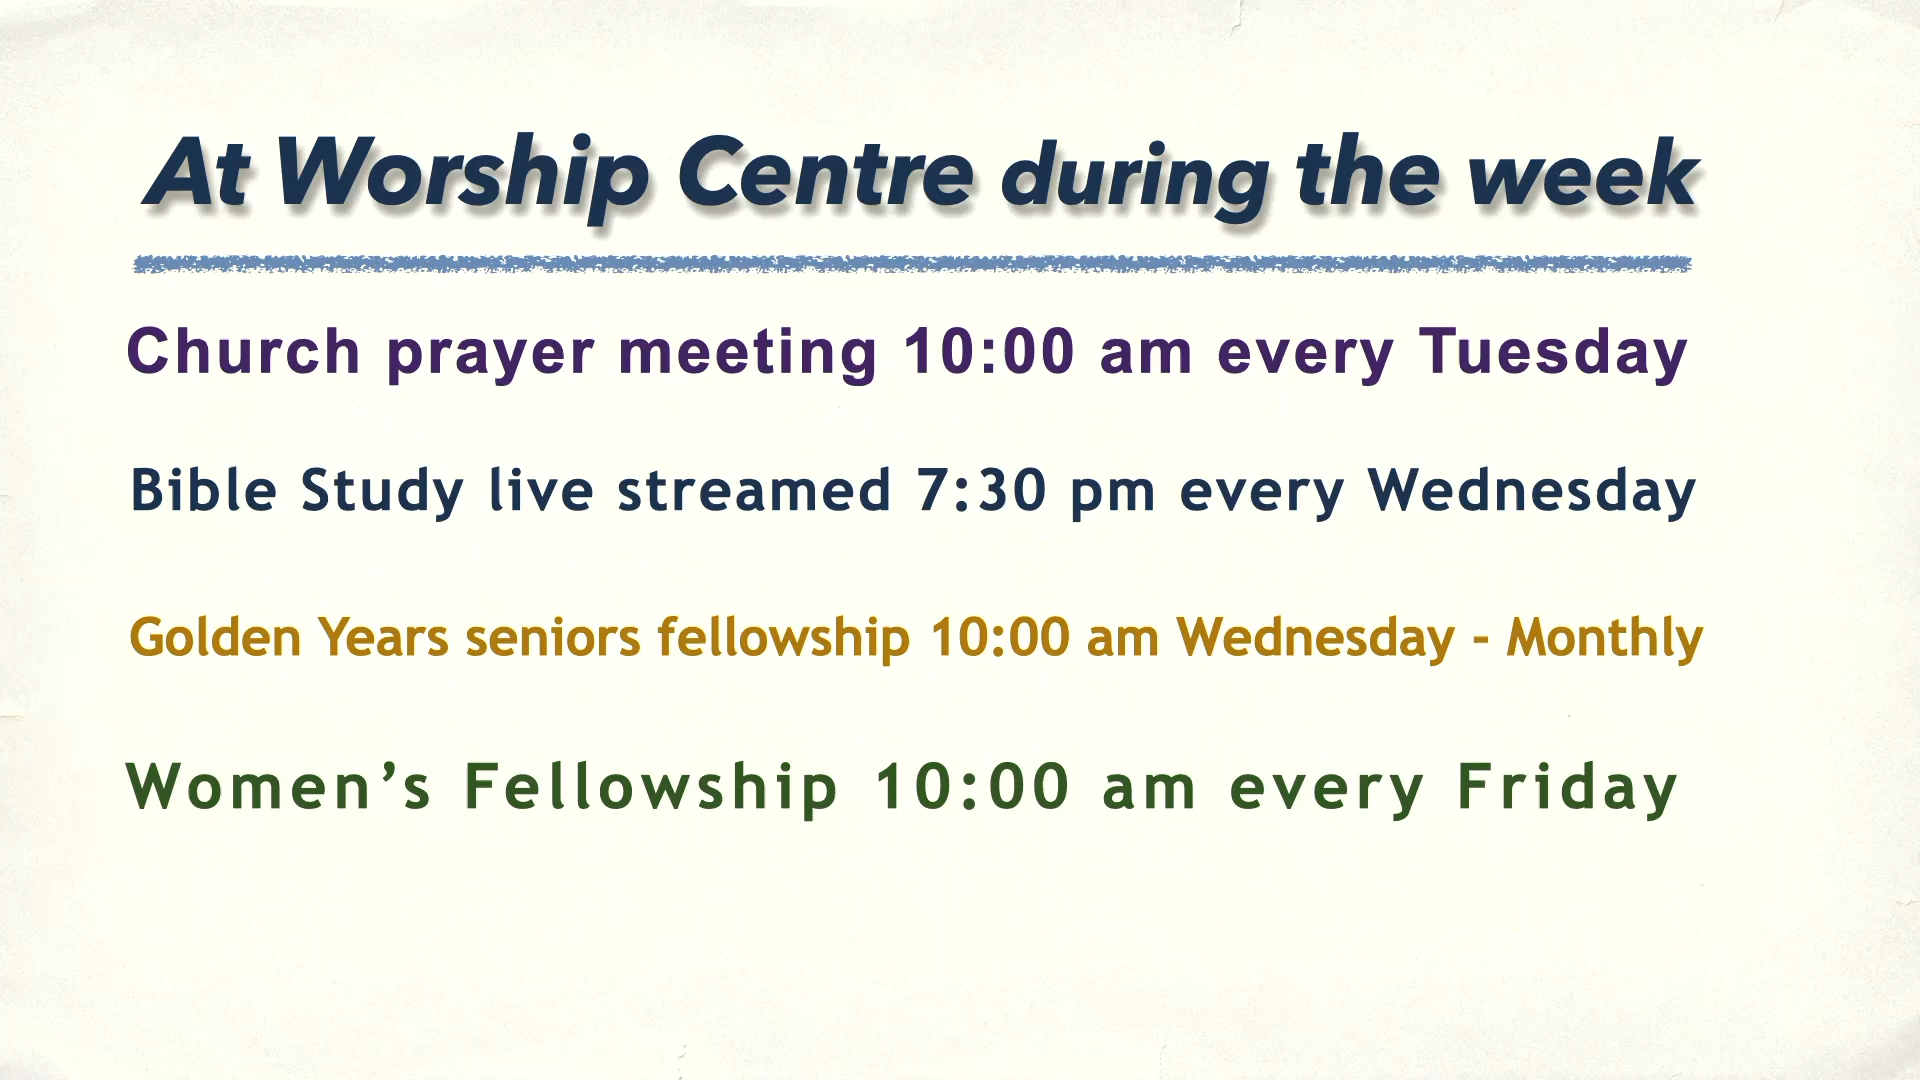 At Worship Centre during the week
Church prayer meeting 10:00 am every Tuesday
Bible Study live streamed 7:30 pm every Wednesday
Golden Years seniors fellowship 10:00 am Wednesday - Monthly
Women’s Fellowship 10:00 am every Friday